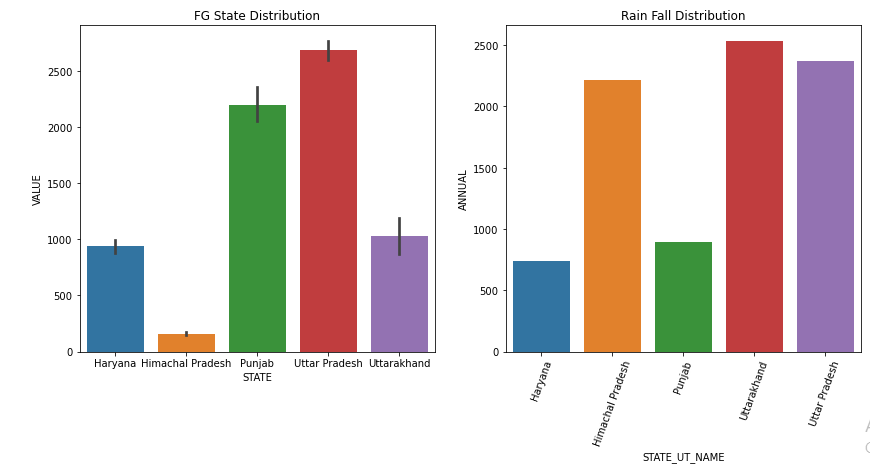 FG State Distribution
VALUE
2500
2000
1500
1000
500
0
Haryana Himachal Pradesh Punjab Uttar Pradesh Uttarakhand
STATE
Rain Fall Distribution
ANNUAL
2500
2000
1500
1000
500
0
Haryana
Himachal Pradesh
Punjab
Uttarakhand
Uttar Pradesh
STATE_UT_NAME